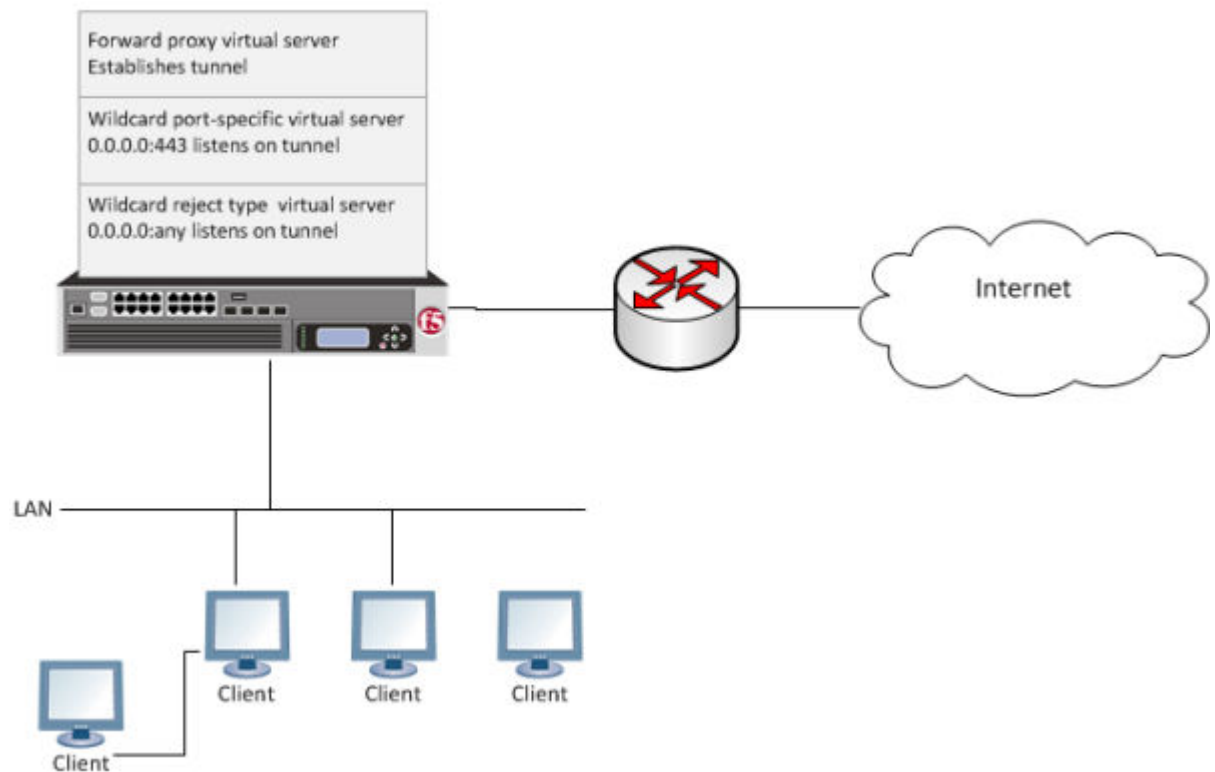 Forward proxy virtual server
Establishes tunnel
Wildcard port-specific virtual server
0.0.0.0:443 listens on tunnel
Wildcard reject type virtual server
0.0.0.0:any listens on tunnel
f5
Internet
LAN
Client
Client
Client
Client